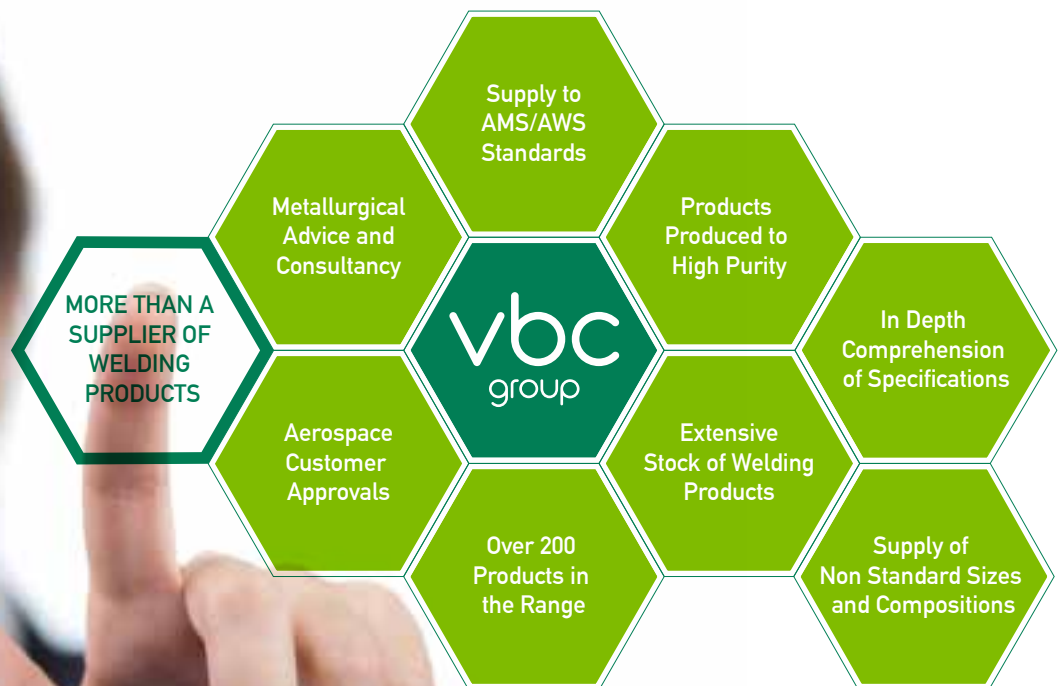 Supply to
AMS/AWS
Standards
Metallurgical
Advice and
Consultancy
Products
Produced to
High Purity
MORE THAN A
SUPPLIER OF
WELDING
PRODUCTS
vbc
group
In Depth
Comprehension
of Specifications
Aerospace
Customer
Approvals
Extensive
Stock of Welding
Products
Over 200
Products in
the Range
Supply of
Non Standard Sizes
and Compositions